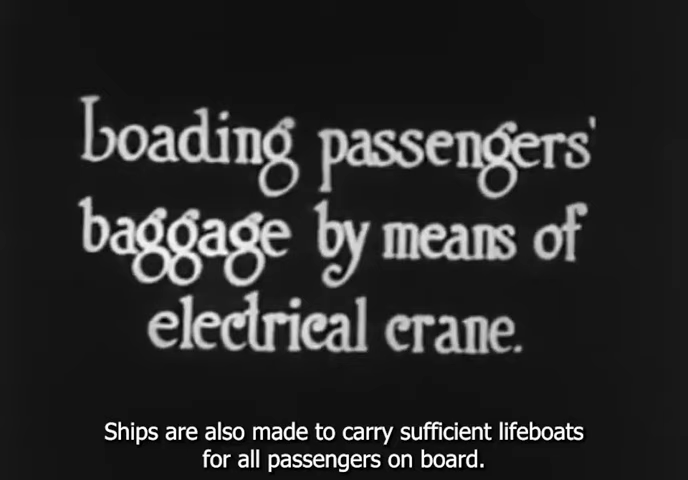 Loading passengers'
baggage by means of
electrical crane.
Ships are also made to carry sufficient lifeboats
for all passengers on board.